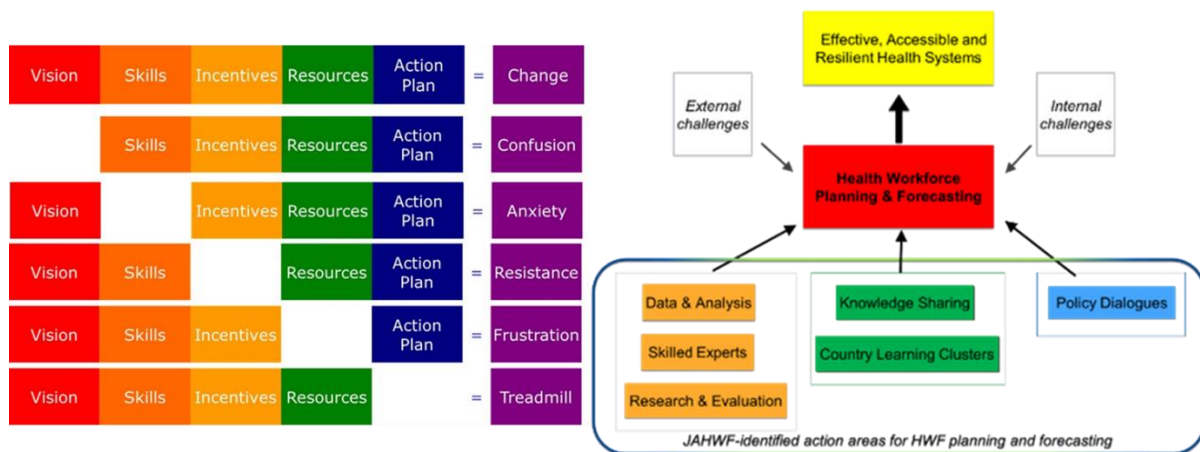 Vision Skills Incentives Resources Action Plan = Change
Skills Incentives Resources Action Plan = Confusion
Vision Incentives Resources Action Plan = Anxiety
Vision Skills Resources Action Plan = Resistance
Vision Skills Incentives Action Plan = Frustration
Vision Skills Incentives Resources = Treadmill
Effective, Accessible and
Resilient Health Systems
External
challenges
Internal
challenges
Health Workforce
Planning & Forecasting
Data & Analysis
Skilled Experts
Research & Evaluation
Knowledge Sharing
Country Learning Clusters
Policy Dialogues
JAHWF-identified action areas for HWF planning and forecasting